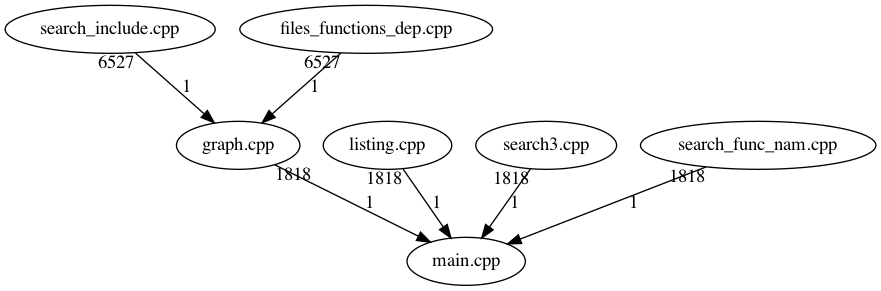 search_include.cpp
files_functions_dep.cpp
6527
6527
1
1
graph.cpp
listing.cpp
search3.cpp
search_func_nam.cpp
1818
1818
1818
1818
1
1
1
1
main.cpp